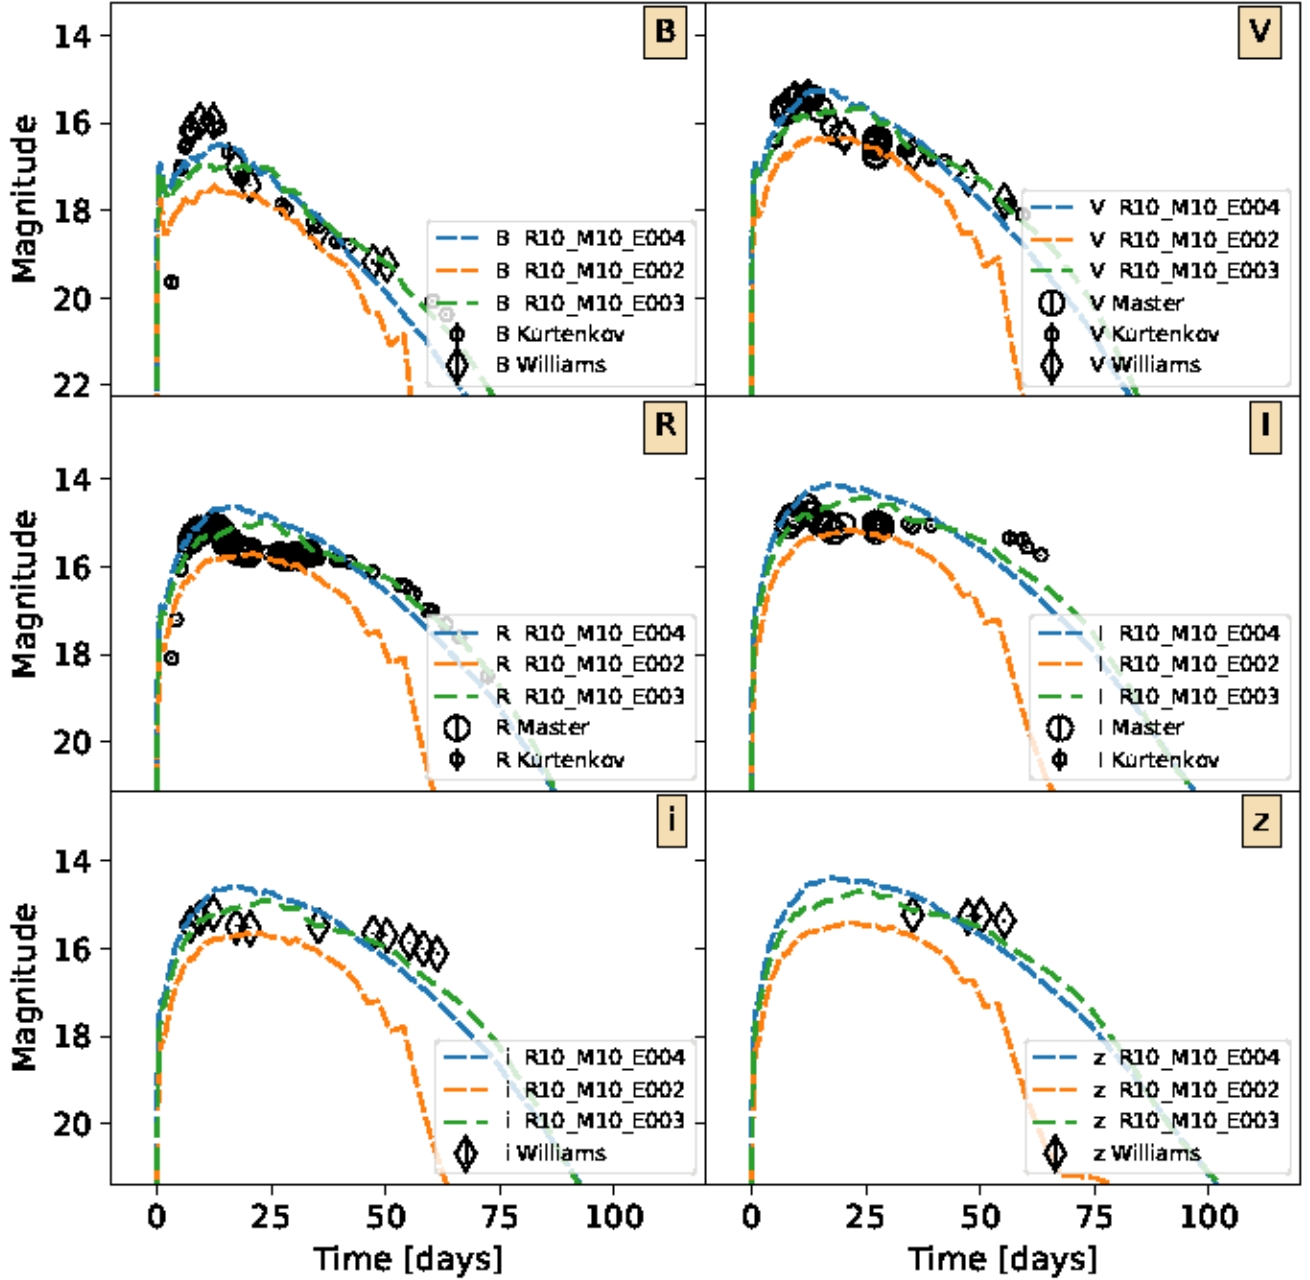 B
V
14
16
18
20
22
Magnitude
B R10_M10_E004
B R10_M10_E002
B R10_M10_E003
B Kurtenkov
B Williams
V R10_M10_E004
V R10_M10_E002
V R10_M10_E003
V Master
V Kurtenkov
V Williams
R
I
14
16
18
20
Magnitude
R R10_M10_E004
R R10_M10_E002
R R10_M10_E003
R Master
R Kurtenkov
I R10_M10_E004
I R10_M10_E002
I R10_M10_E003
I Master
I Kurtenkov
i
z
14
16
18
20
Magnitude
i R10_M10_E004
i R10_M10_E002
i R10_M10_E003
i Williams
z R10_M10_E004
z R10_M10_E002
z R10_M10_E003
z Williams
0 25 50 75 100
0 25 50 75 100
Time [days]
Time [days]